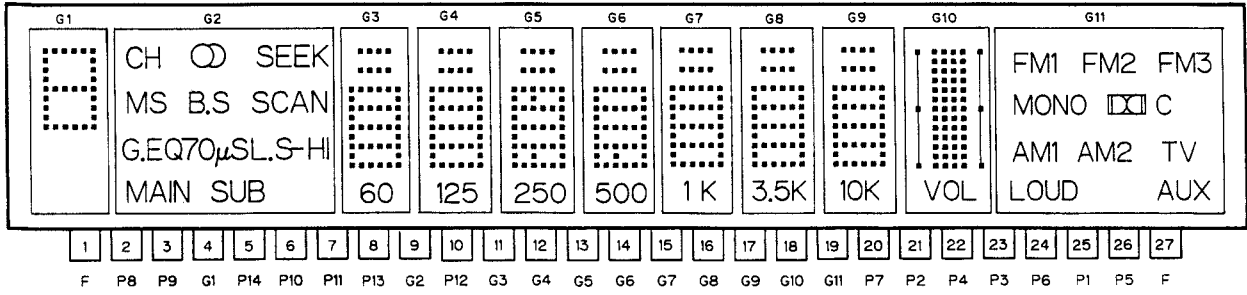 G1 G2 G3 G4 G5 G6 G7 G8 G9 G10 G11
CH SEEK FM1 FM2 FM3
MS B.S SCAN MONO C
G.EQ70μSL.S-HI AM1 AM2 TV
MAIN SUB 60 125 250 500 1K 3.5K 10K VOL LOUD AUX
1 2 3 4 5 6 7 8 9 10 11 12 13 14 15 16 17 18 19 20 21 22 23 24 25 26 27
F P8 P9 G1 P14 P10 P11 P13 G2 P12 G3 G4 G5 G6 G7 G8 G9 G10 G11 P7 P2 P4 P3 P6 P1 P5 F